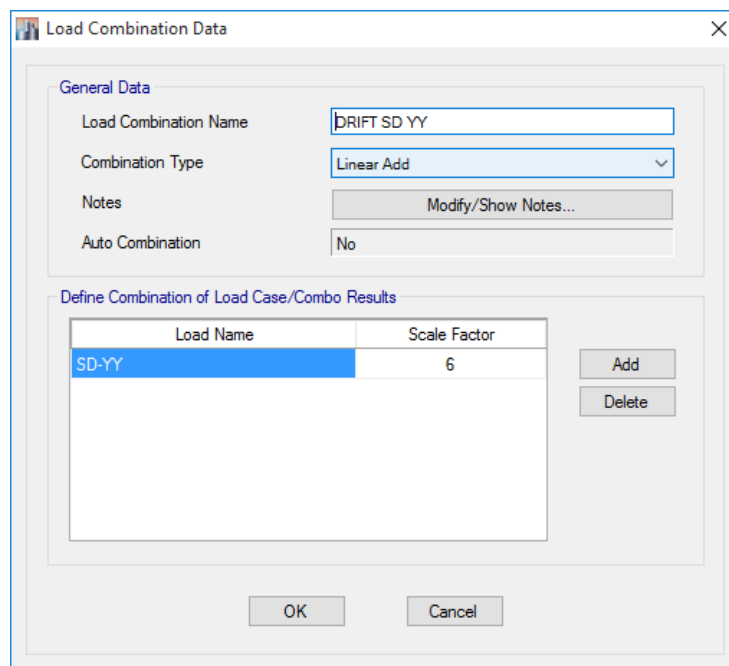 Load Combination Data
General Data
Load Combination Name DRIFT SD YY
Combination Type Linear Add
Notes Modify/Show Notes...
Auto Combination No
Define Combination of Load Case/Combo Results
Load Name Scale Factor
SD-YY 6 Add
Delete
OK Cancel